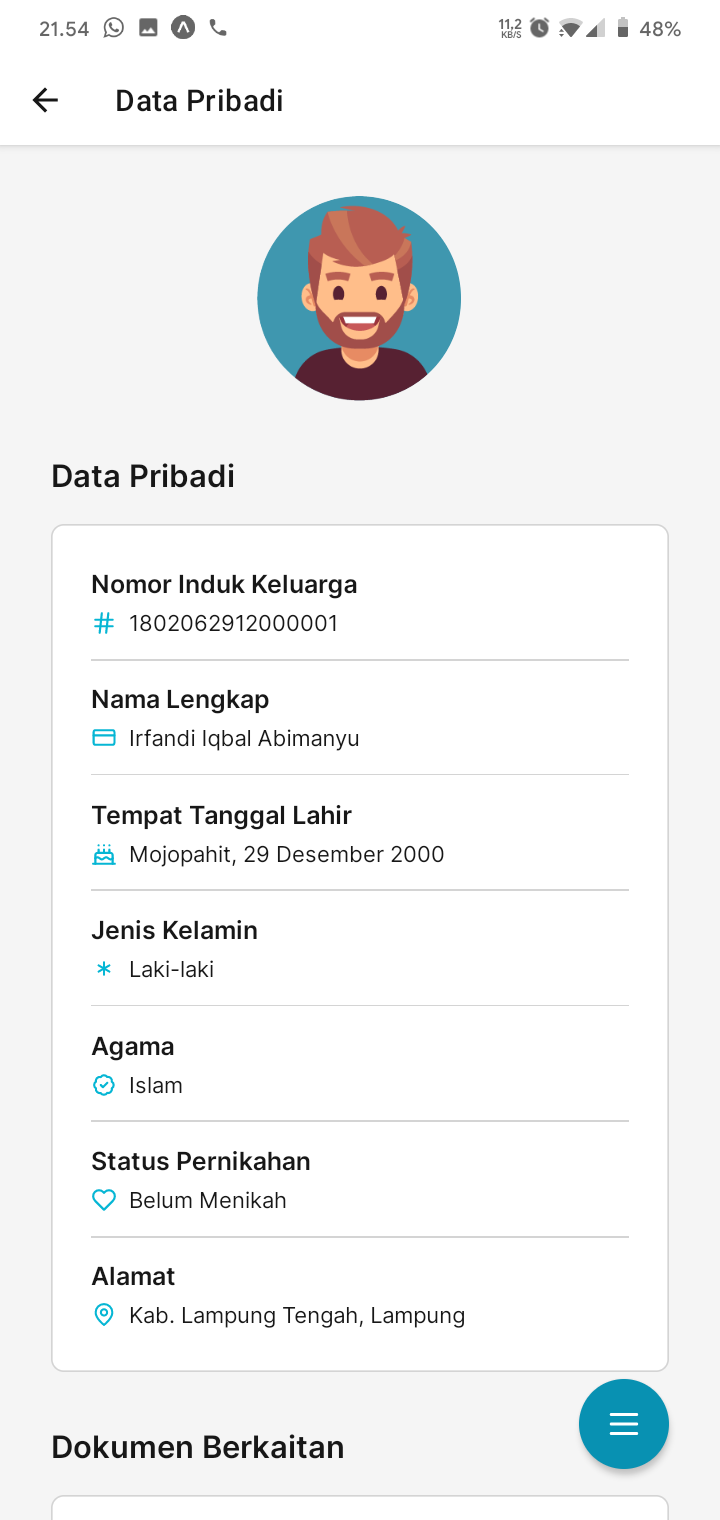 21.54
11,2
KB/S
48%
Data Pribadi
Data Pribadi
Nomor Induk Keluarga
1802062912000001
Nama Lengkap
Irfandi Iqbal Abimanyu
Tempat Tanggal Lahir
Mojopahit, 29 Desember 2000
Jenis Kelamin
Laki-laki
Agama
Islam
Status Pernikahan
Belum Menikah
Alamat
Kab. Lampung Tengah, Lampung
Dokumen Berkaitan